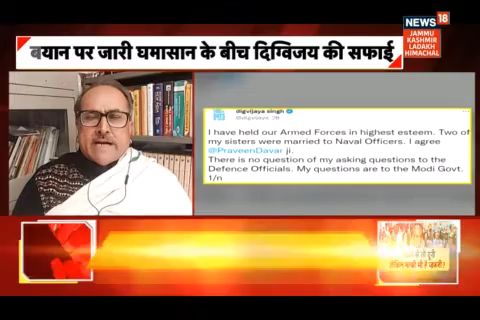 NEWS 18
JAMMU
KASHMIR
LADAKH
HIMACHAL
बयान पर जारी घमासान के बीच दिग्विजय की सफाई
digvijaya singh
I have held our Armed Forces in highest esteem. Two of
my sisters were married to Naval Officers. I agree
@PraveenDavar ji.
There is no question of my asking questions to the
Defence Officials. My questions are to the Modi Govt.
1/n